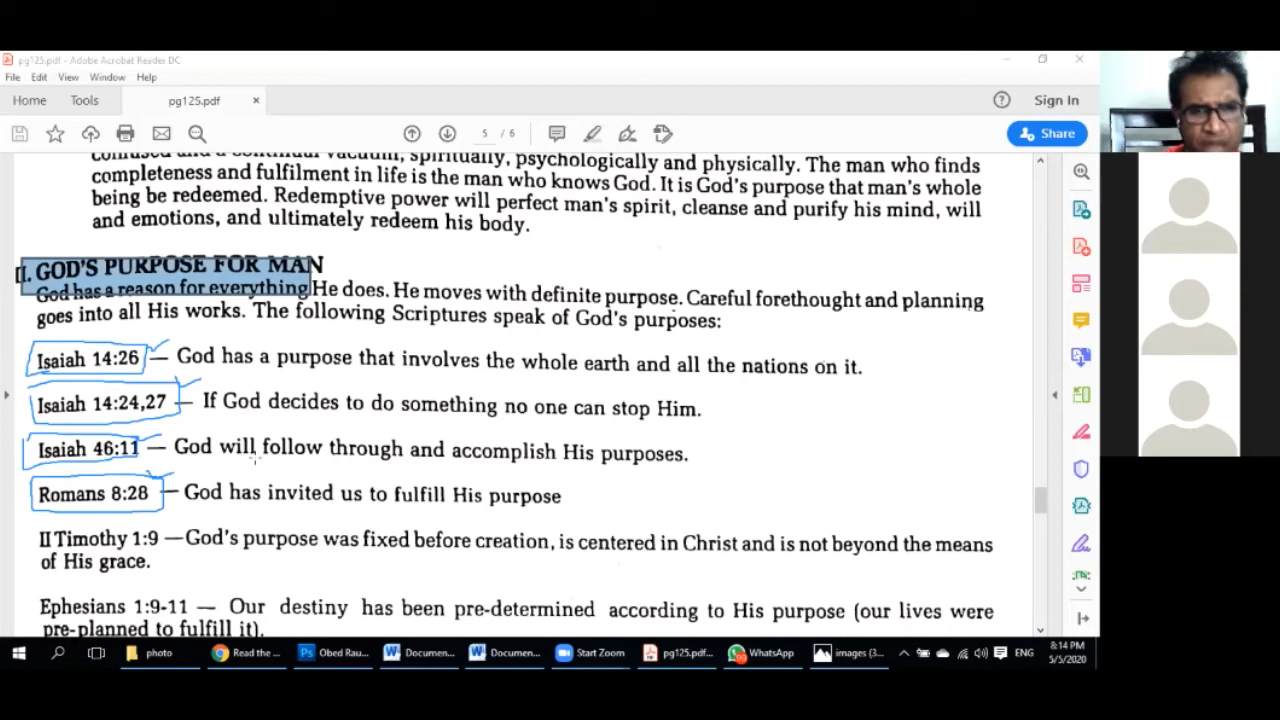 pg125.pdf - Adobe Acrobat Reader DC
File Edit View Window Help
Home Tools pg125.pdf × ? Sign In
5 / 6 Share
confused and a continual vacuum, spiritually, psychologically and physically. The man who finds
completeness and fulfilment in life is the man who knows God. It is God's purpose that man's whole
being be redeemed. Redemptive power will perfect man's spirit, cleanse and purify his mind, will
and emotions, and ultimately redeem his body.
II. GOD'S PURPOSE FOR MAN
God has a reason for everything He does. He moves with definite purpose. Careful forethought and planning
goes into all His works. The following Scriptures speak of God's purposes:
Isaiah 14:26 — God has a purpose that involves the whole earth and all the nations on it.
Isaiah 14:24,27 — If God decides to do something no one can stop Him.
Isaiah 46:11 — God will follow through and accomplish His purposes.
Romans 8:28 — God has invited us to fulfill His purpose
II Timothy 1:9 — God's purpose was fixed before creation, is centered in Christ and is not beyond the means
of His grace.
Ephesians 1:9-11 — Our destiny has been pre-determined according to His purpose (our lives were
pre-planned to fulfill it).
photo Read the ... Obed Rau... Documen... Documen... Start Zoom pg125.pdf... WhatsApp images (3... ENG 8:14 PM
5/5/2020